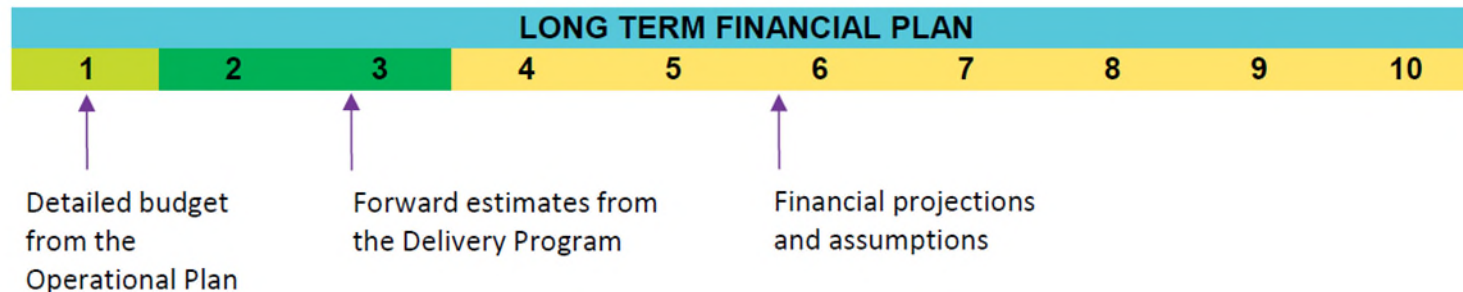 LONG TERM FINANCIAL PLAN
1 2 3 4 5 6 7 8 9 10
Detailed budget
from the
Operational Plan
Forward estimates from
the Delivery Program
Financial projections
and assumptions